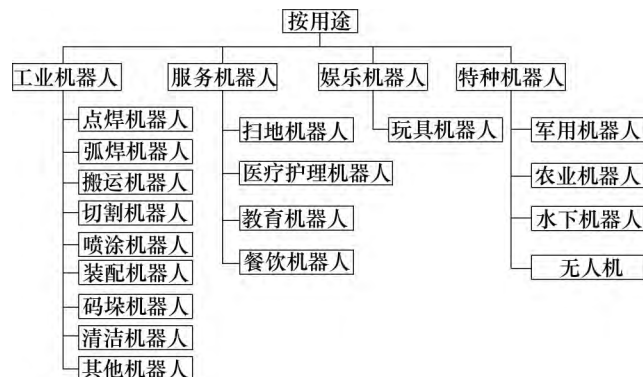 按用途
工业机器人
服务机器人
娱乐机器人
特种机器人
点焊机器人
弧焊机器人
搬运机器人
切割机器人
喷涂机器人
装配机器人
码垛机器人
清洁机器人
其他机器人
扫地机器人
医疗护理机器人
教育机器人
餐饮机器人
玩具机器人
军用机器人
农业机器人
水下机器人
无人机